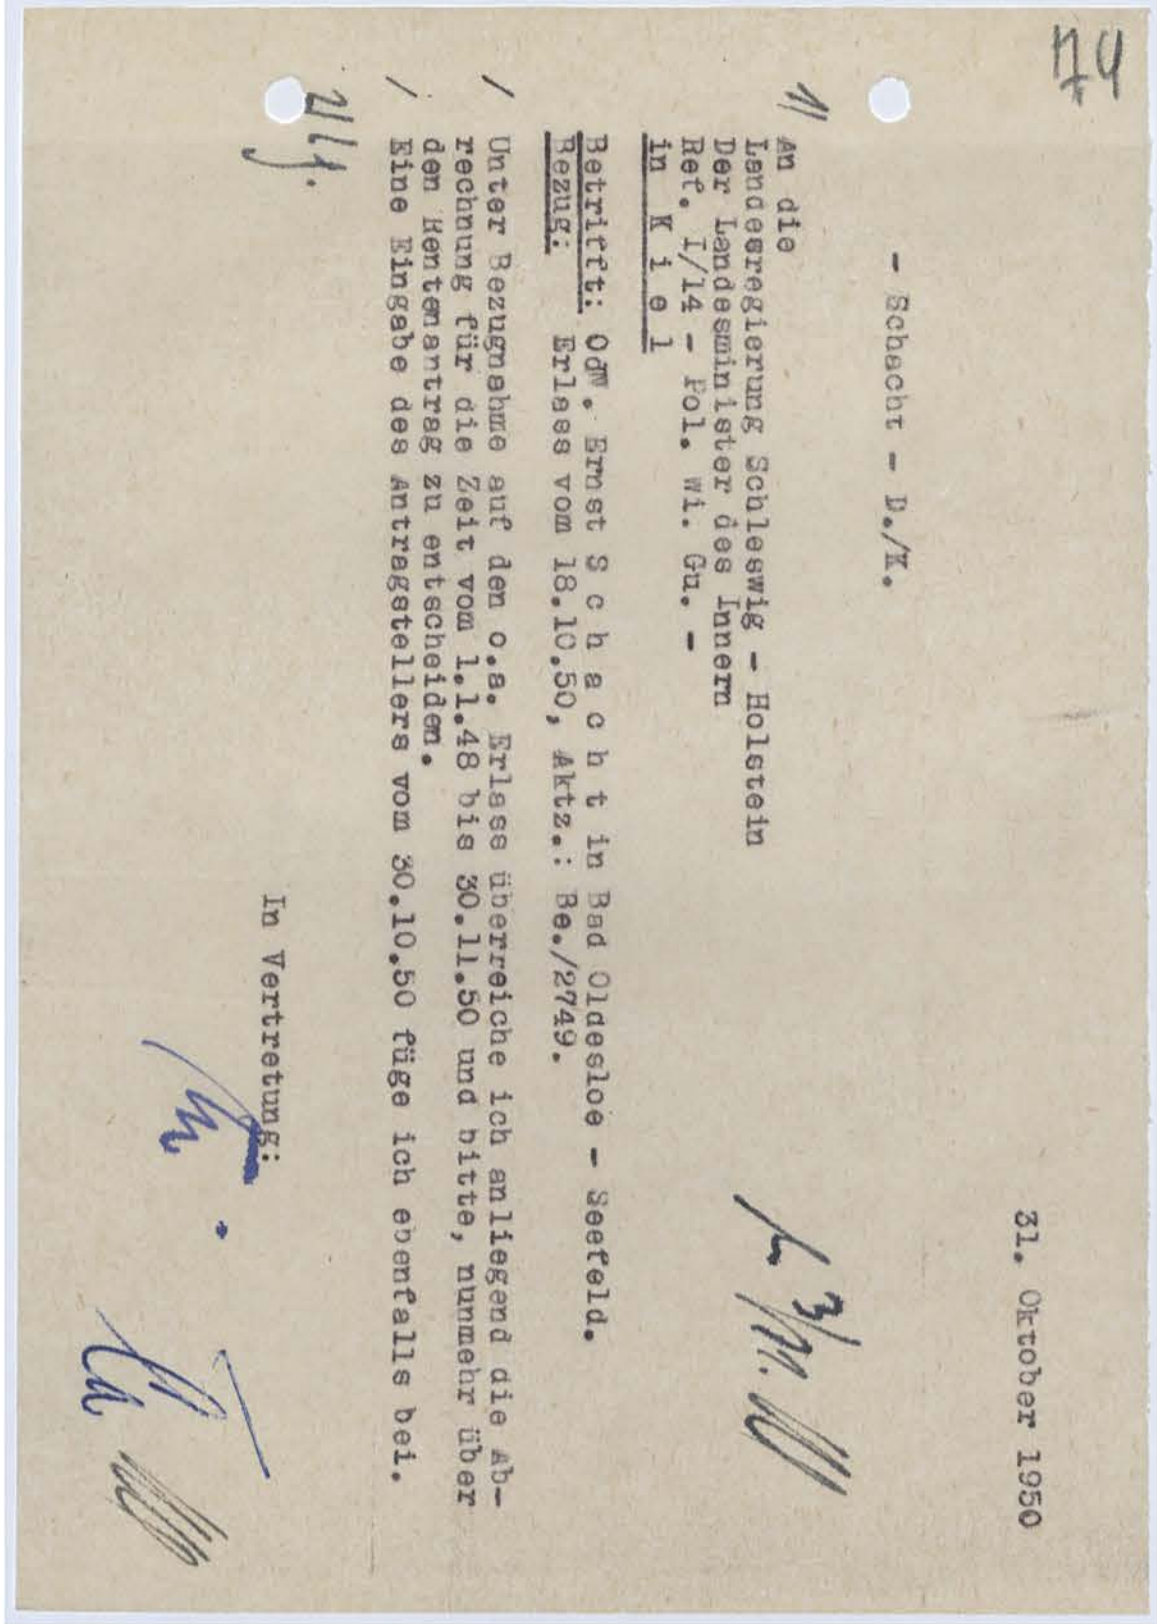 74
31. Oktober 1950
- Schacht - D./K.
1/ An die
Landesregierung Schleswig - Holstein
Der Landesminister des Innern
Ref. I/14 - Pol. Wi. Gu. -
in K i e l
Betrifft: OdN. Ernst S c h a c h t in Bad Oldesloe - Seefeld.
Bezug: Erlass vom 18.10.50, Aktz.: Be./2749.
/ Unter Bezugnahme auf den o.a. Erlass überreiche ich anliegend die Ab-
rechnung für die Zeit vom 1.1.48 bis 30.11.50 und bitte, nunmehr über
den Rentenantrag zu entscheiden.
/ Eine Eingabe des Antragstellers vom 30.10.50 füge ich ebenfalls bei.
In Vertretung: